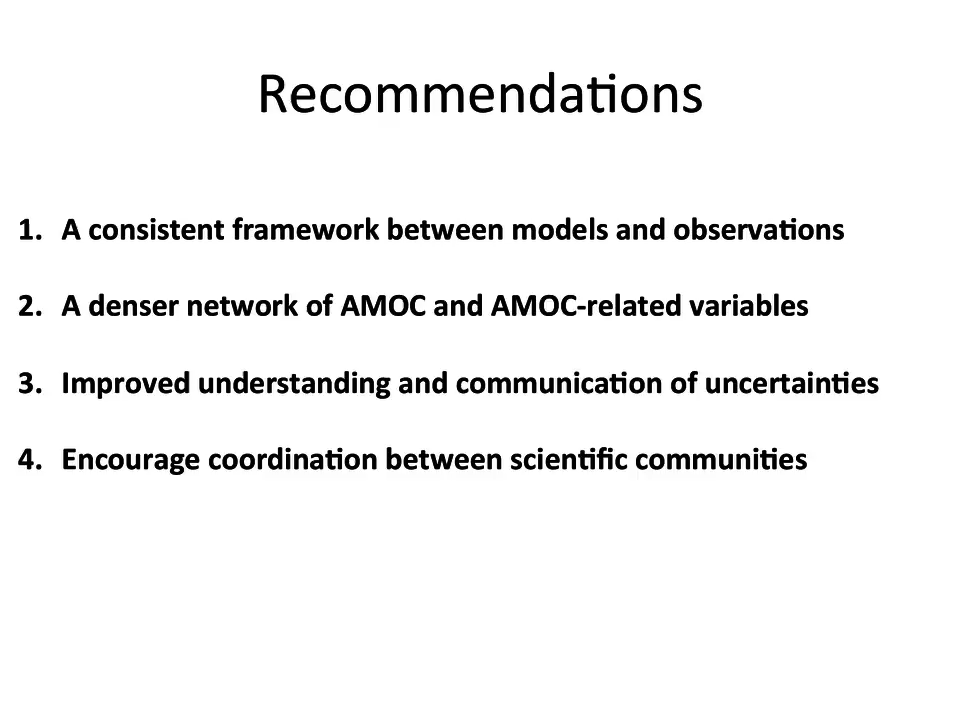 Recommendations
1. A consistent framework between models and observations
2. A denser network of AMOC and AMOC-related variables
3. Improved understanding and communication of uncertainties
4. Encourage coordination between scientific communities